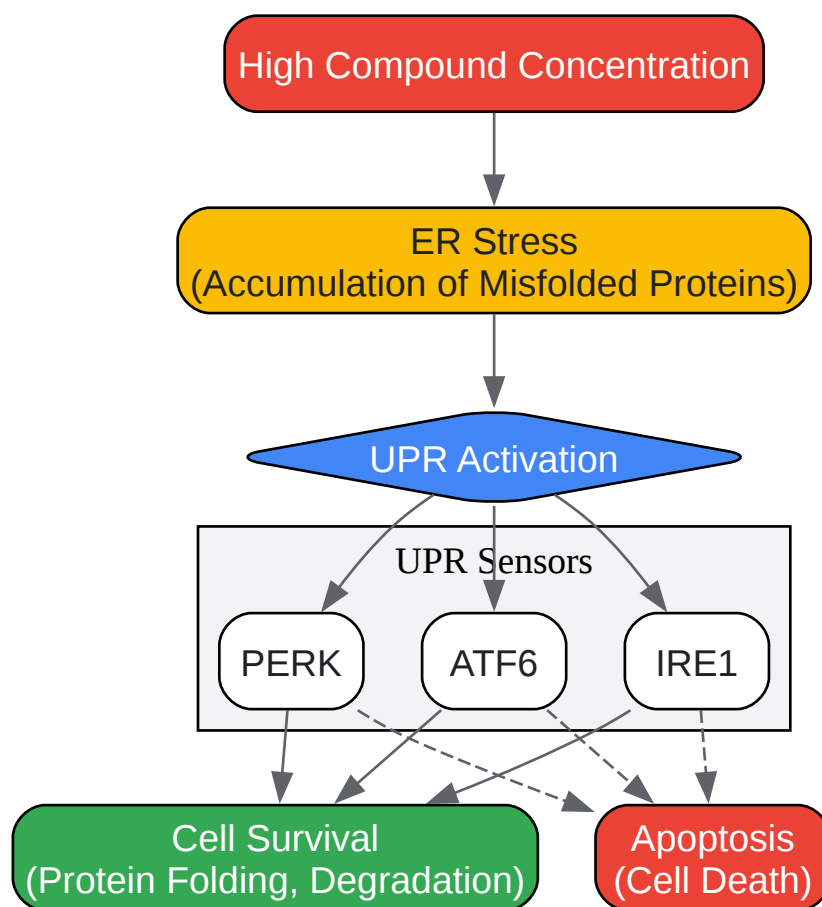 High Compound Concentration
ER Stress
(Accumulation of Misfolded Proteins)
UPR Activation
UPR Sensors
PERK
ATF6
IRE1
Cell Survival
(Protein Folding, Degradation)
Apoptosis
(Cell Death)